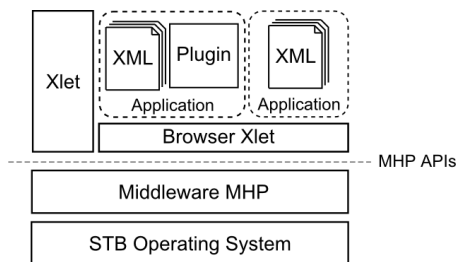 Xlet
XML
Plugin
XML
Application
Application
Browser Xlet
MHP APIs
Middleware MHP
STB Operating System